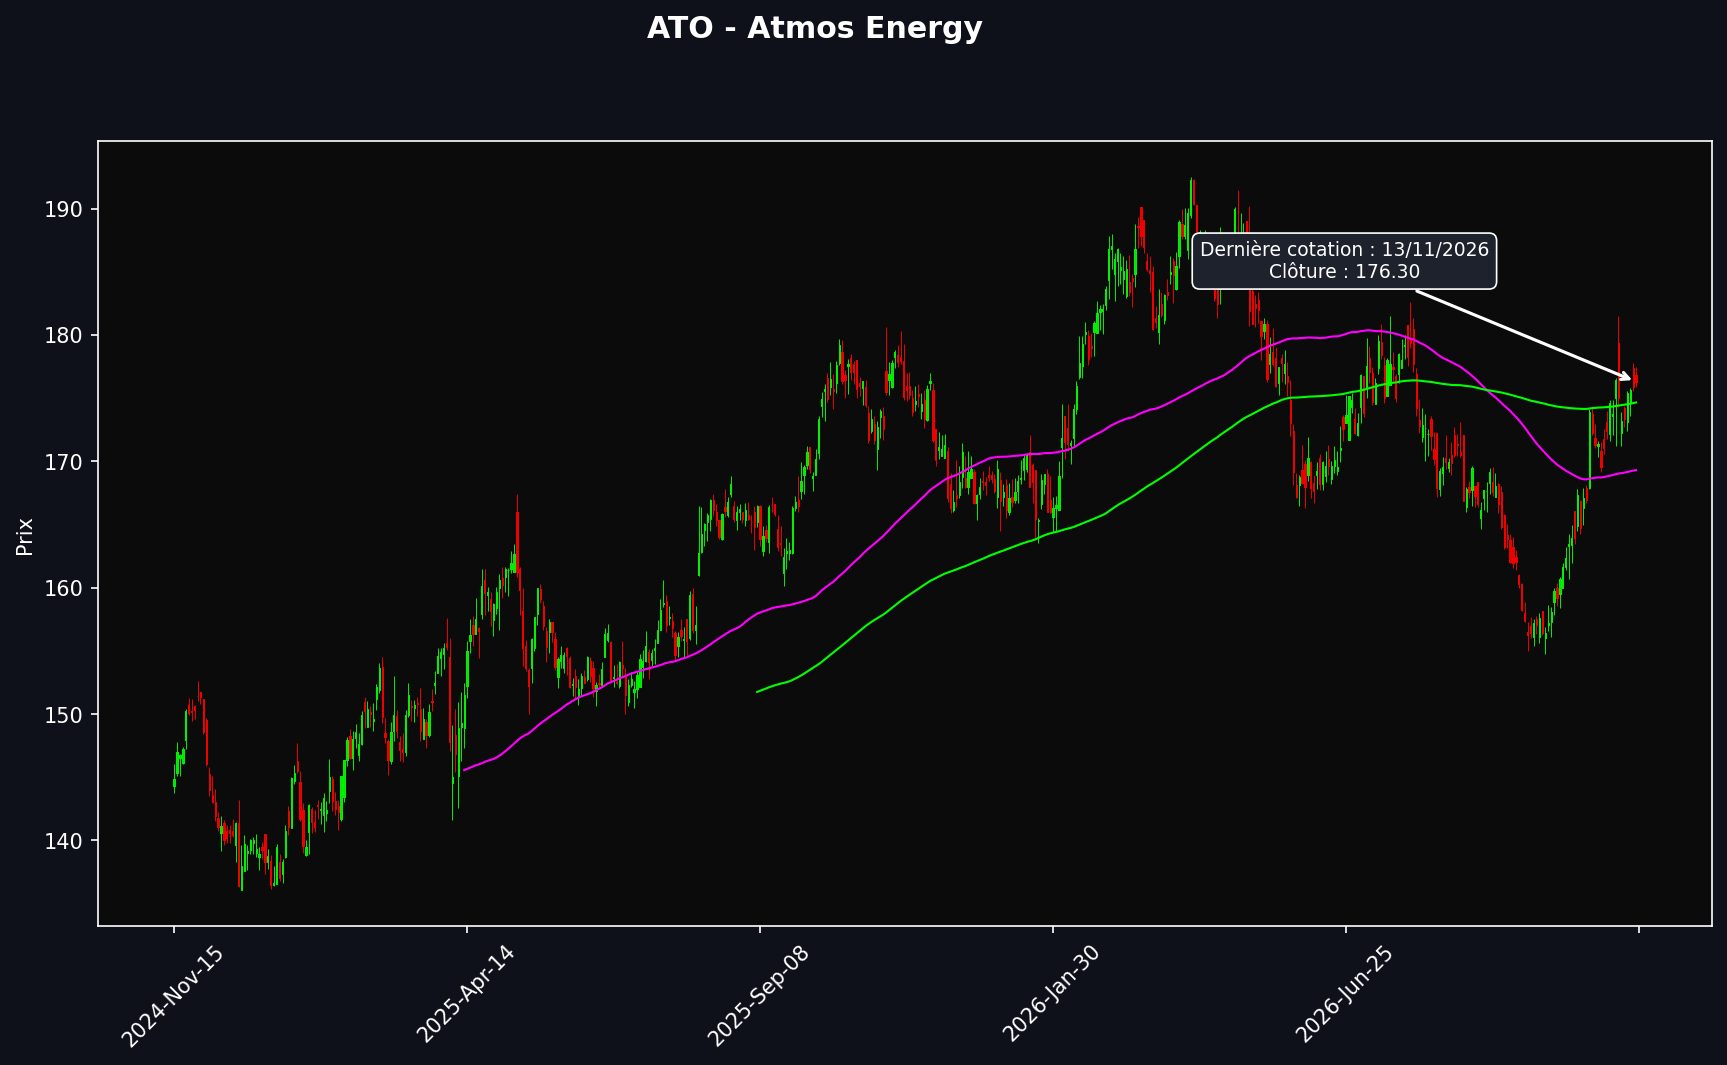 ATO - Atmos Energy
Dernière cotation : 13/11/2026
Clôture : 176.30
Prix
190
180
170
160
150
140
2024-Nov-15
2025-Apr-14
2025-Sep-08
2026-Jan-30
2026-Jun-25